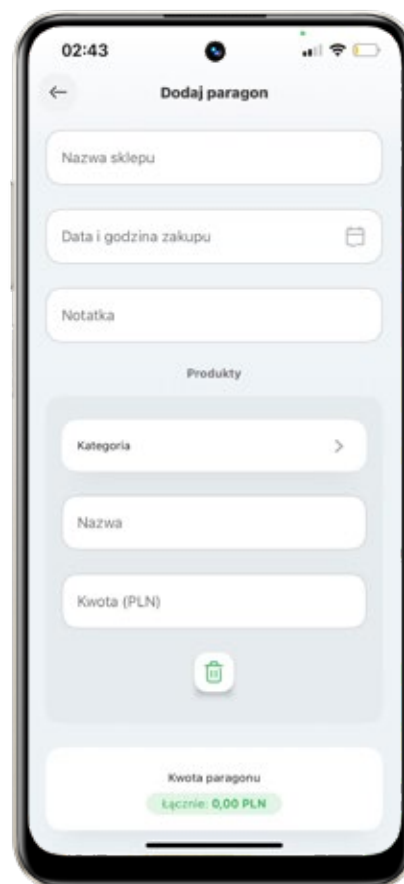 02:43
Dodaj paragon
Nazwa sklepu
Data i godzina zakupu
Notatka
Produkty
Kategoria
Nazwa
Kwota (PLN)
Kwota paragonu
Łącznie: 0,00 PLN